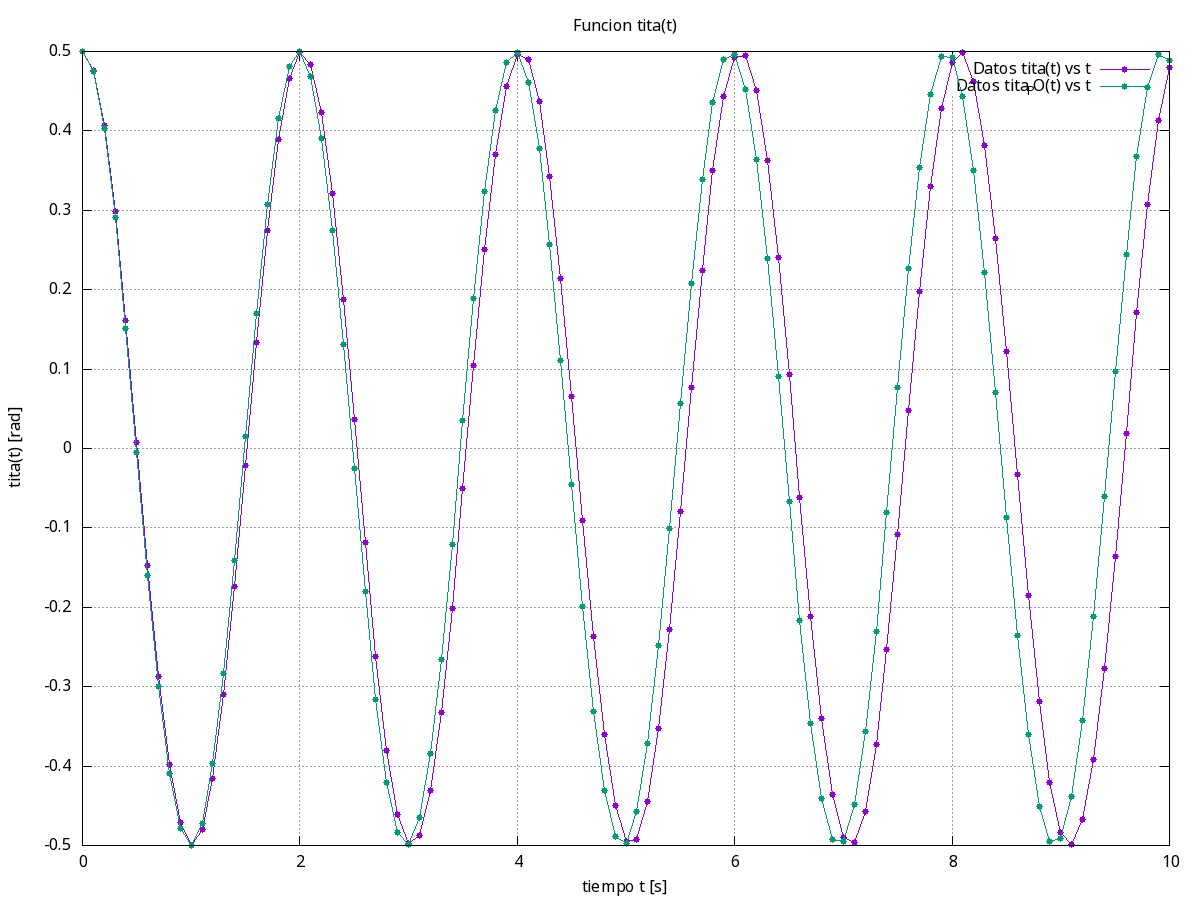 Funcion tita(t)
Datos tita(t) vs t
Datos tita_O(t) vs t
0.5
0.4
0.3
0.2
0.1
0
-0.1
-0.2
-0.3
-0.4
-0.5
tita(t) [rad]
0 2 4 6 8 10
tiempo t [s]